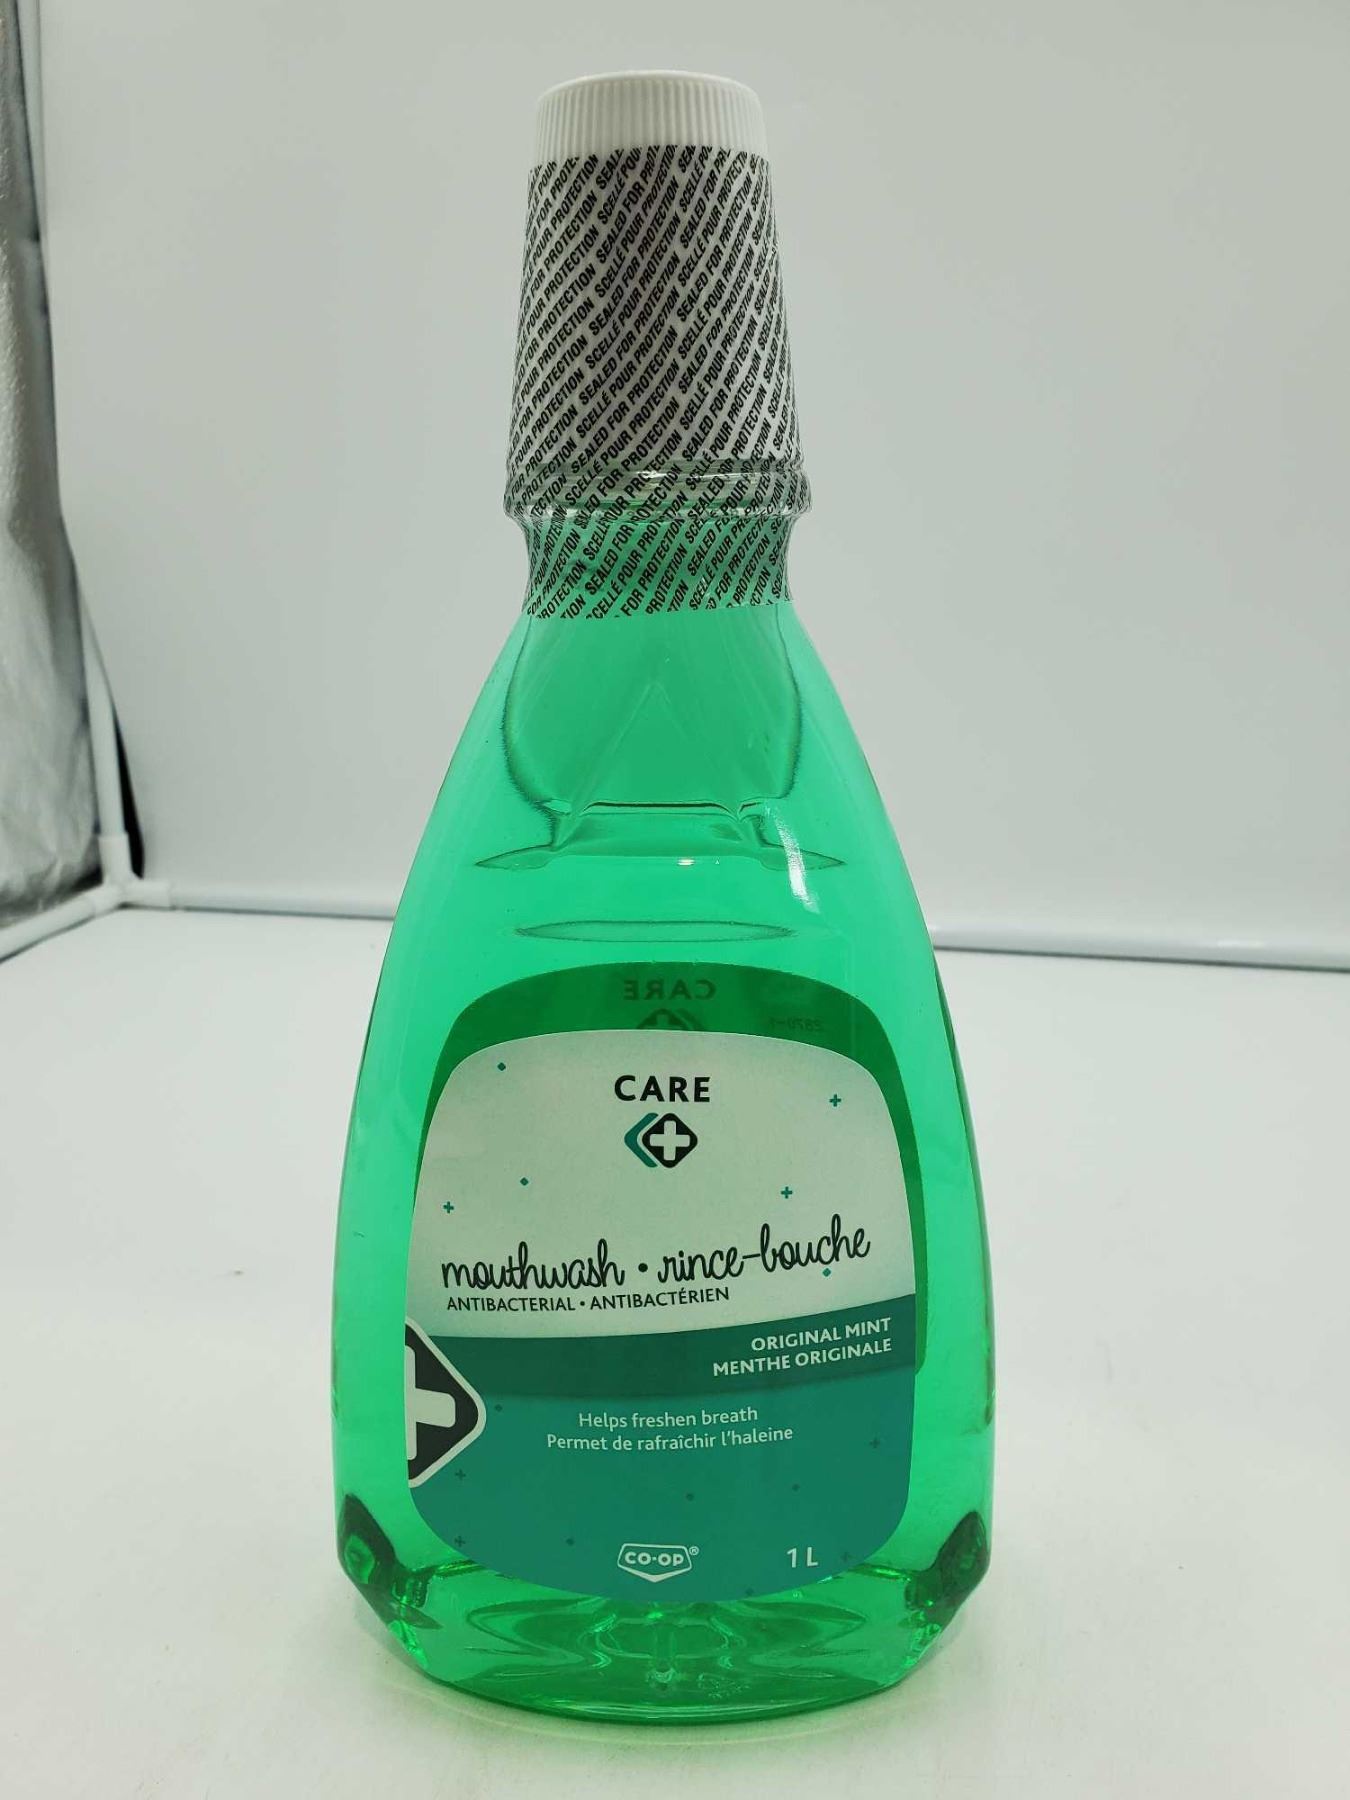 SEALED FOR PROTECTION SCELLÉ POUR PROTECTION
CARE
CARE
mouthwash • rince-bouche
ANTIBACTERIAL • ANTIBACTÉRIEN
ORIGINAL MINT
MENTHE ORIGINALE
Helps freshen breath
Permet de rafraîchir l'haleine
CO-OP®
1 L